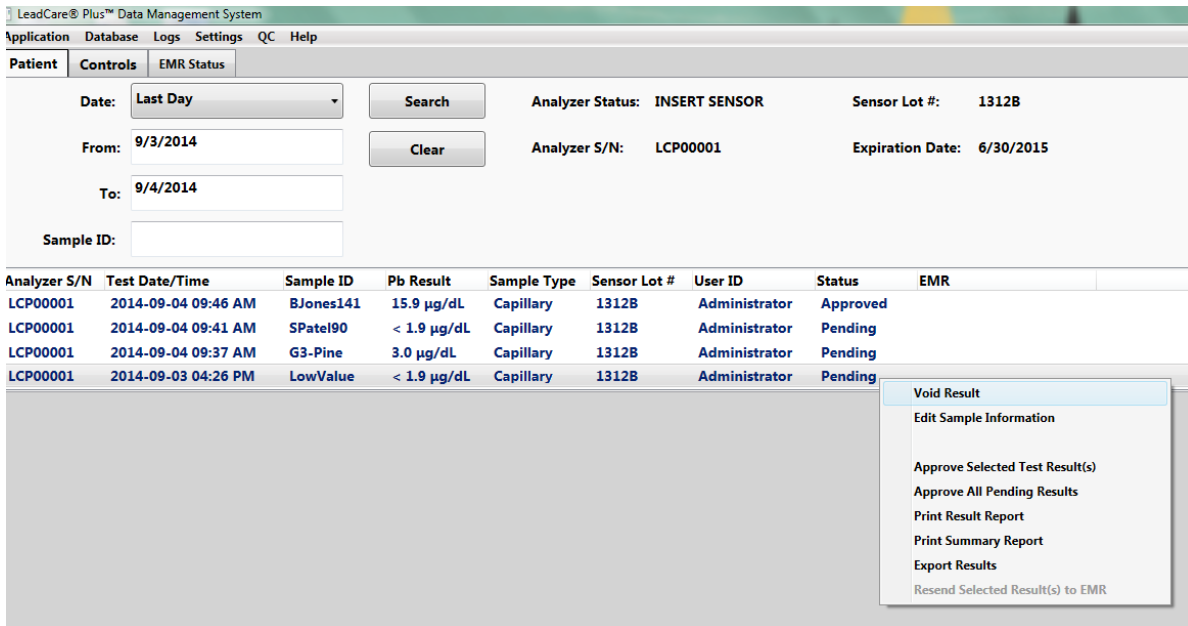 LeadCare® Plus™ Data Management System
Application Database Logs Settings QC Help
Patient Controls EMR Status
Date: Last Day Search Analyzer Status: INSERT SENSOR Sensor Lot #: 1312B
From: 9/3/2014 Clear Analyzer S/N: LCP00001 Expiration Date: 6/30/2015
To: 9/4/2014
Sample ID:
Analyzer S/N Test Date/Time Sample ID Pb Result Sample Type Sensor Lot # User ID Status EMR
LCP00001 2014-09-04 09:46 AM BJones141 15.9 µg/dL Capillary 1312B Administrator Approved
LCP00001 2014-09-04 09:41 AM SPatel90 < 1.9 µg/dL Capillary 1312B Administrator Pending
LCP00001 2014-09-04 09:37 AM G3-Pine 3.0 µg/dL Capillary 1312B Administrator Pending
LCP00001 2014-09-03 04:26 PM LowValue < 1.9 µg/dL Capillary 1312B Administrator Pending
Void Result
Edit Sample Information
Approve Selected Test Result(s)
Approve All Pending Results
Print Result Report
Print Summary Report
Export Results
Resend Selected Result(s) to EMR